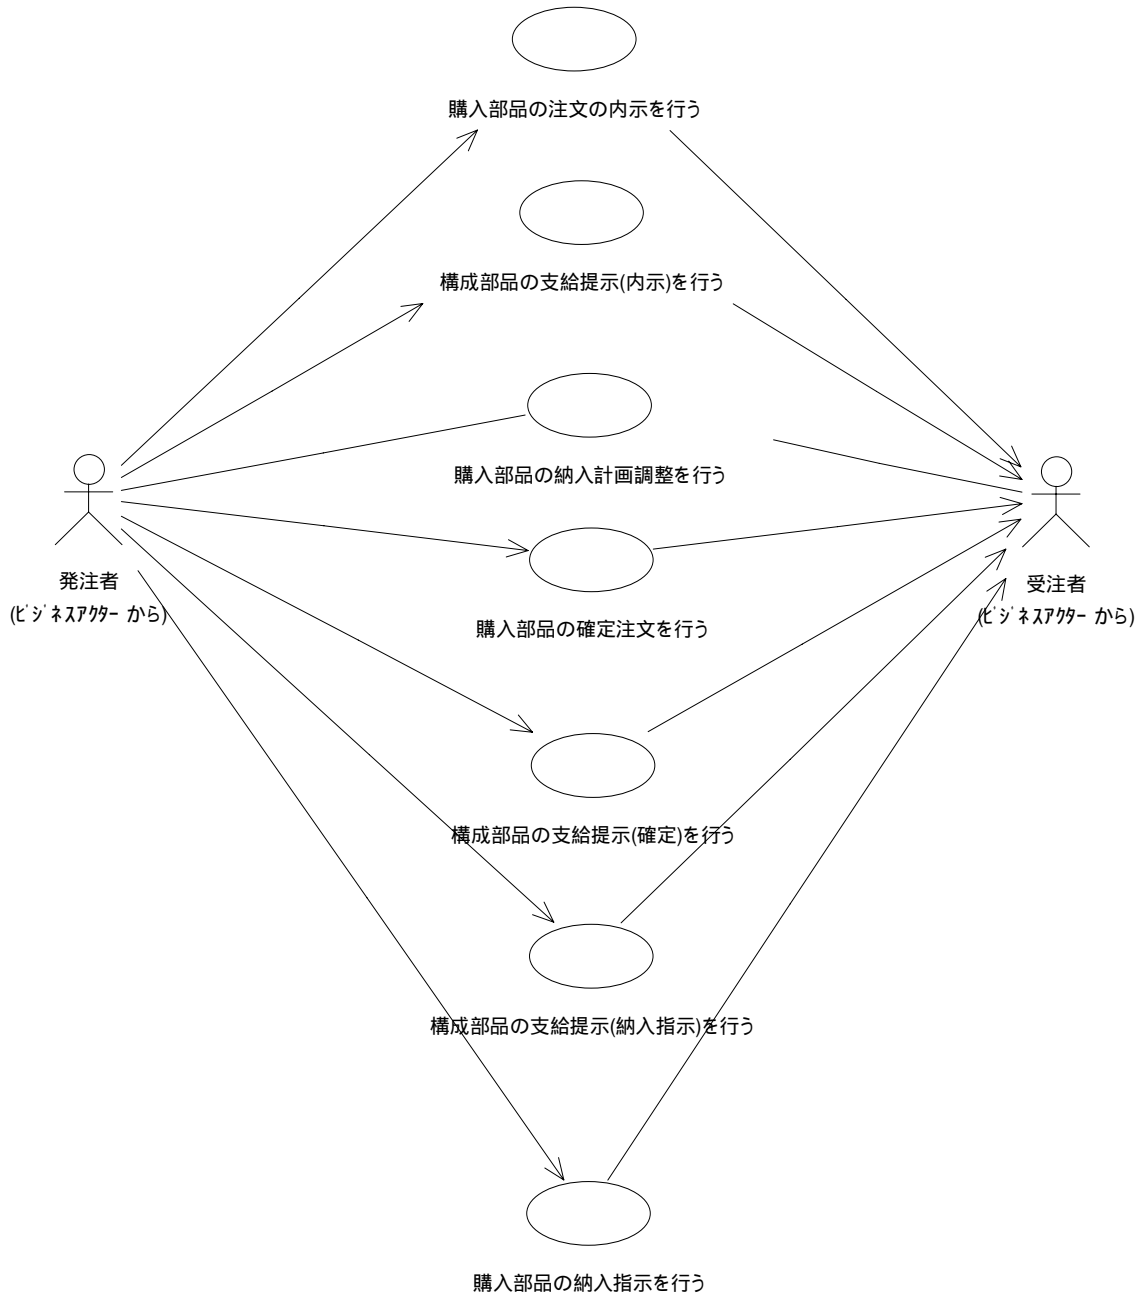 購入部品の注文の内示を行う
構成部品の支給提示(内示)を行う
購入部品の納入計画調整を行う
発注者
(ﾋﾞｼﾞﾈｽｱｸﾀｰ から)
受注者
(ﾋﾞｼﾞﾈｽｱｸﾀｰ から)
購入部品の確定注文を行う
構成部品の支給提示(確定)を行う
構成部品の支給提示(納入指示)を行う
購入部品の納入指示を行う